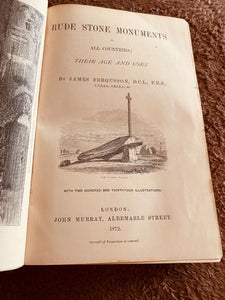 RUDE STONE MONUMENTS
IN
ALL COUNTRIES;
THEIR AGE AND USES.
BY JAMES FERGUSSON, D.C.L., F.R.S,
V.P.R.A.S., F.R.I.B.A., &c.
WITH TWO HUNDRED AND THIRTY-FOUR ILLUSTRATIONS.
LONDON:
JOHN MURRAY, ALBEMARLE STREET.
1872.